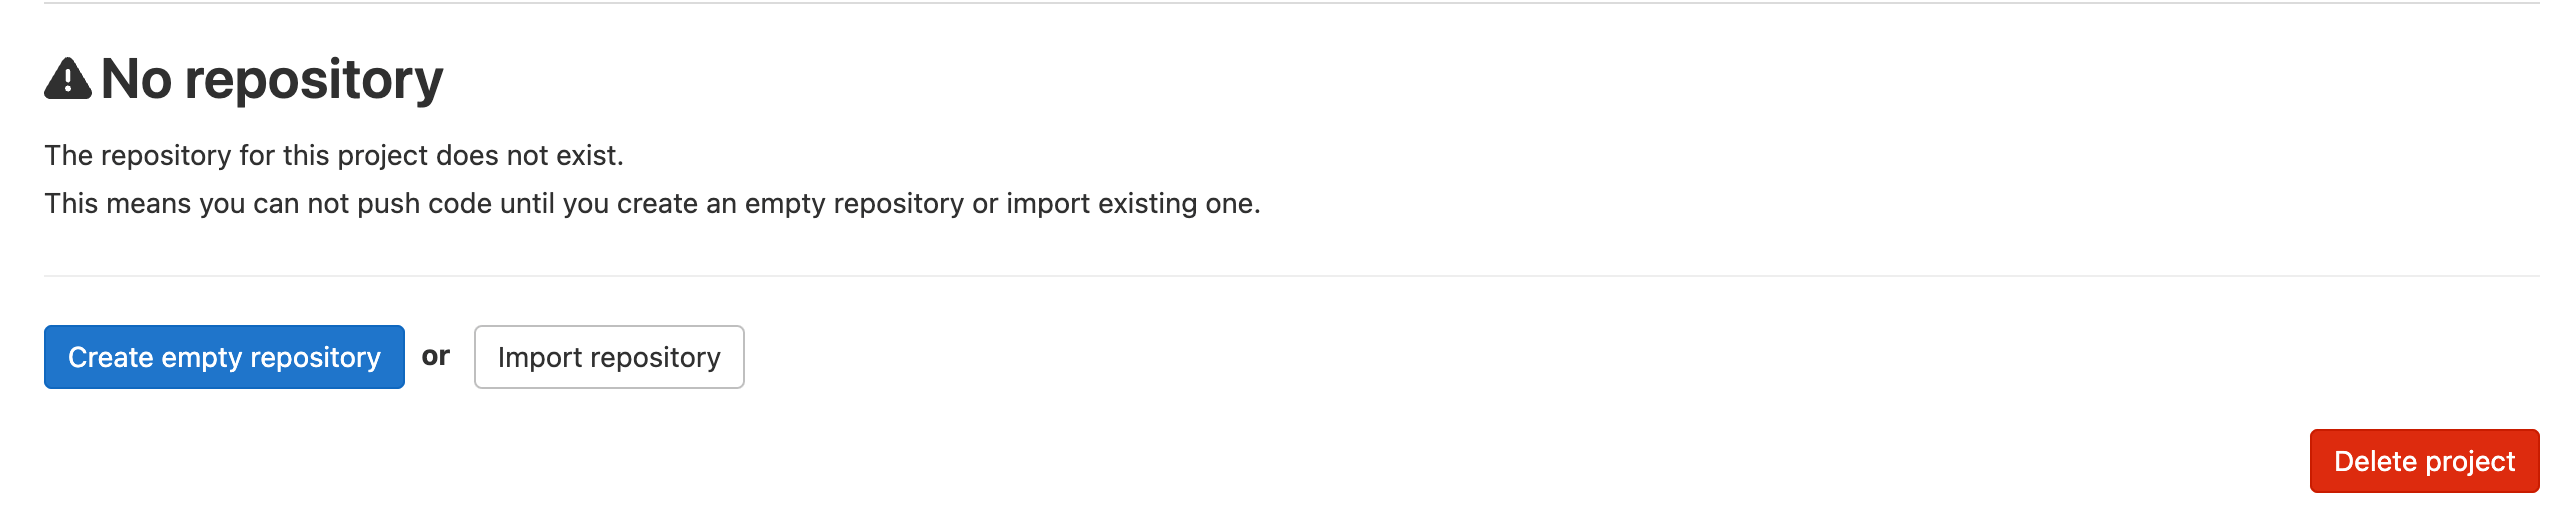 No repository
The repository for this project does not exist.
This means you can not push code until you create an empty repository or import existing one.
Create empty repository or Import repository
Delete project